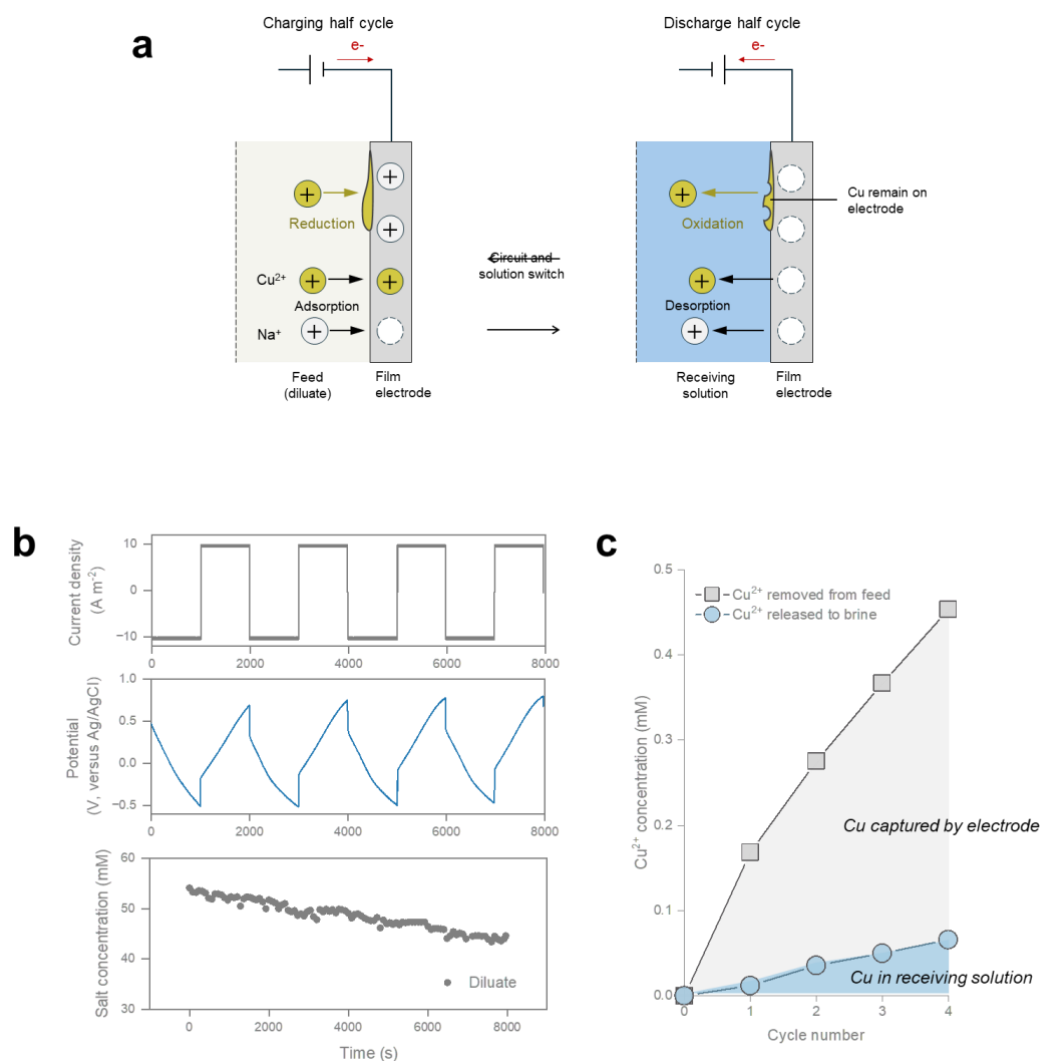 a
Charging half cycle
e-
Discharge half cycle
e-
+
+
Reduction
+
Cu remain on
electrode
+
Oxidation
Circuit and
solution switch
Cu²⁺
+
+
Adsorption
Na⁺
+
+
Desorption
+
Feed
(diluate)
Film
electrode
Receiving
solution
Film
electrode
b
Current density
(A m⁻²)
10
0
−10
0
2000
4000
6000
8000
Potential
(V, versus Ag/AgCl)
1.0
0.5
0.0
−0.5
0
2000
4000
6000
8000
Salt concentration (mM)
60
50
40
30
Diluate
0
2000
4000
6000
8000
Time (s)
c
Cu²⁺ concentration (mM)
0.5
0.4
0.3
0.2
0.1
0.0
Cu²⁺ removed from feed
Cu²⁺ released to brine
Cu captured by electrode
Cu in receiving solution
0
1
2
3
4
Cycle number